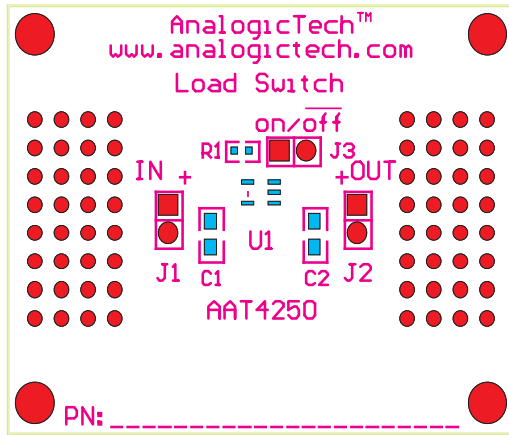 AnalogicTech™
www.analogictech.com
Load Switch
on/off
R1
J3
IN +
+OUT
U1
J1
C1
C2
J2
AAT4250
PN:______________________